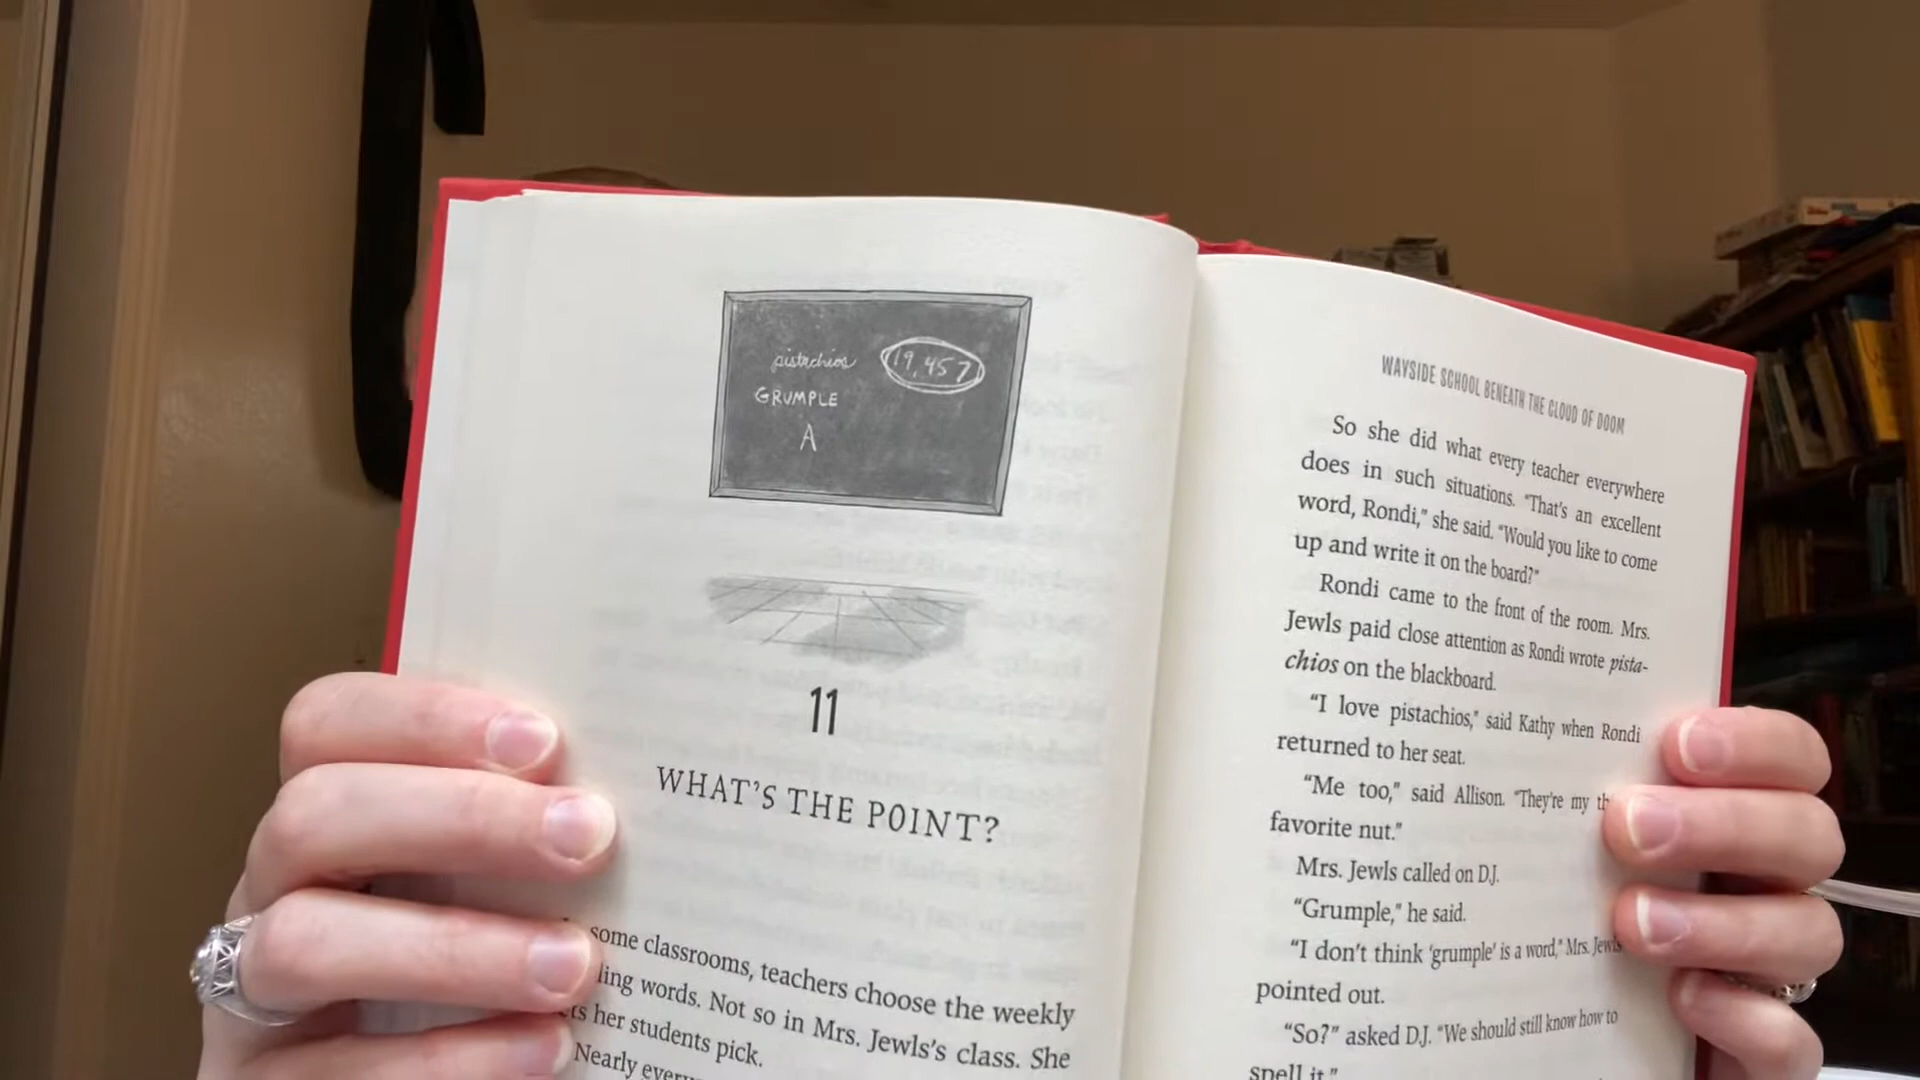 pistachios
19,457
GRUMPLE
A
11
WHAT'S THE POINT?
some classrooms, teachers choose the weekly
words. Not so in Mrs. Jewls's class. She
her students pick.
Nearly
WAYSIDE SCHOOL BENEATH THE CLOUD OF DOOM
So she did what every teacher everywhere
does in such situations. “That's an excellent
word, Rondi,” she said. “Would you like to come
up and write it on the board?”
Rondi came to the front of the room. Mrs.
Jewls paid close attention as Rondi wrote pista-
chios on the blackboard.
“I love pistachios,” said Kathy when Rondi
returned to her seat.
“Me too,” said Allison. “They're my
favorite nut.”
Mrs. Jewls called on D.J.
“Grumple,” he said.
“I don't think ‘grumple’ is a word,” Mrs. Jewls
pointed out.
“So?” asked D.J. “We should still know how to
spell it.”